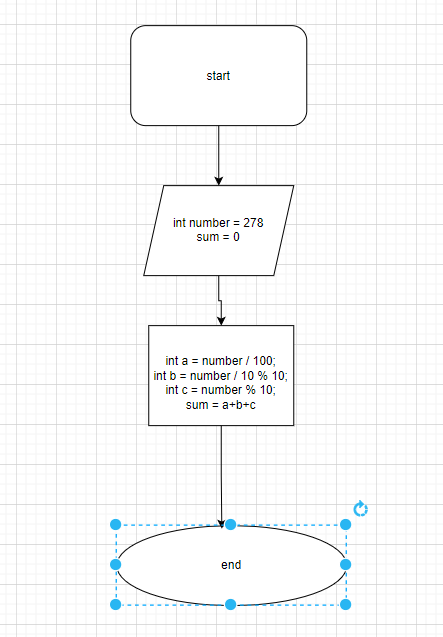 start
int number = 278
sum = 0
int a = number / 100;
int b = number / 10 % 10;
int c = number % 10;
sum = a+b+c
end